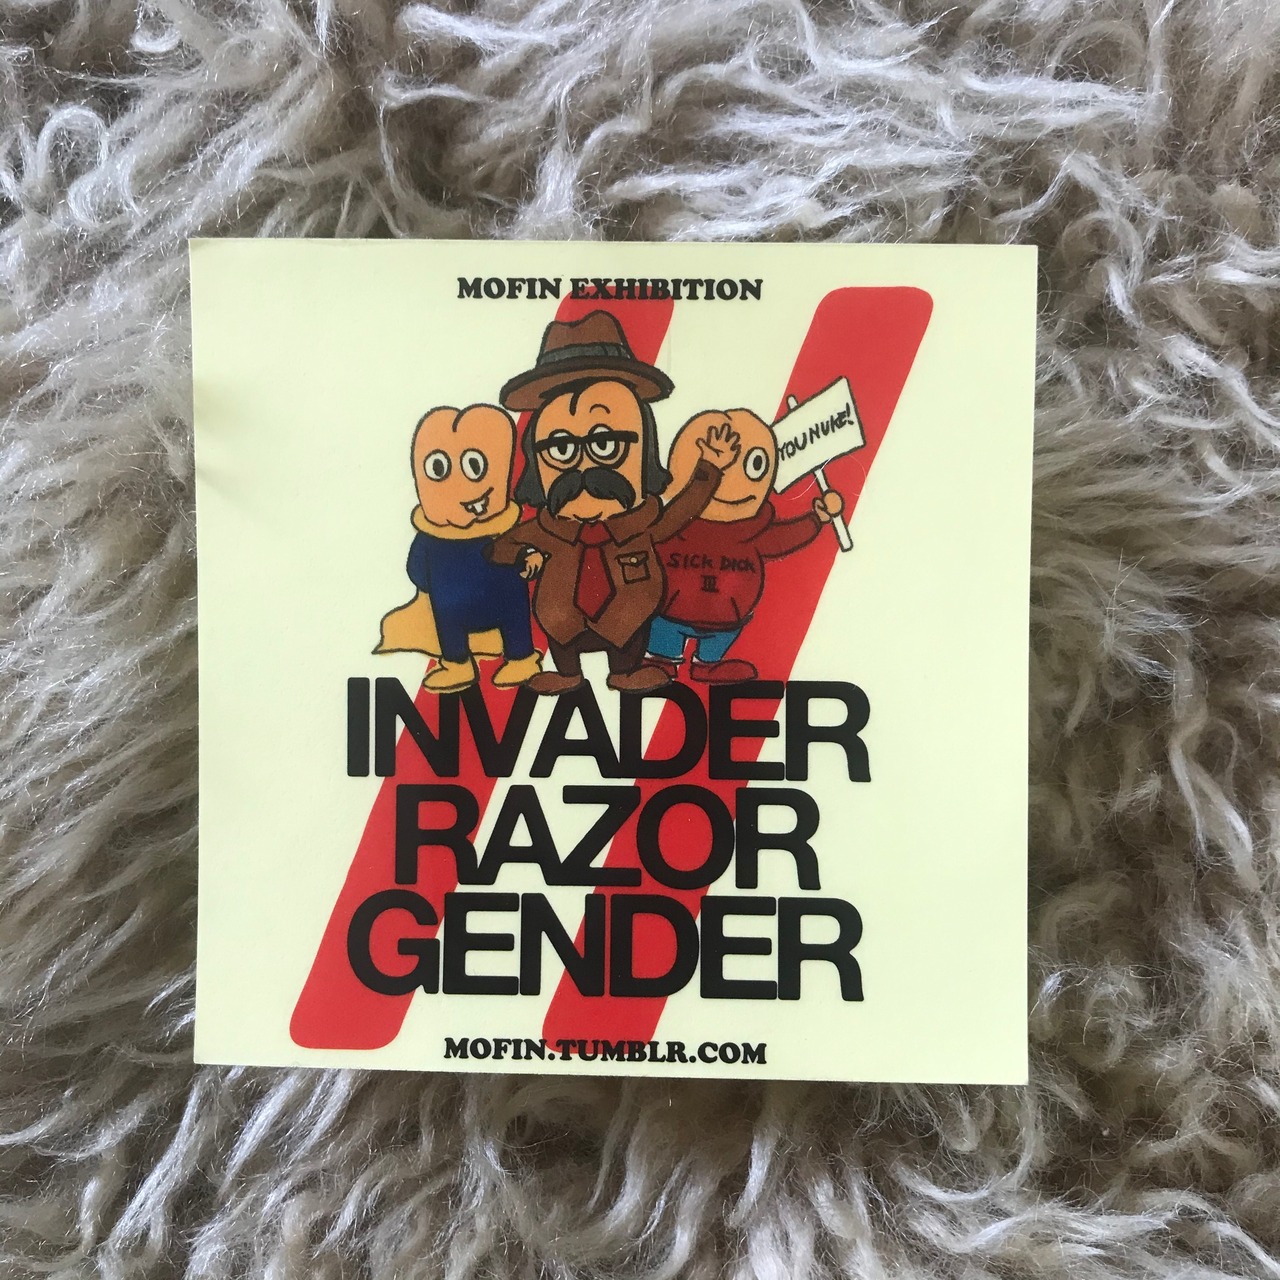 MOFIN EXHIBITION
YOU NUKE!
SICK DICK
III
INVADER
RAZOR
GENDER
MOFIN.TUMBLR.COM